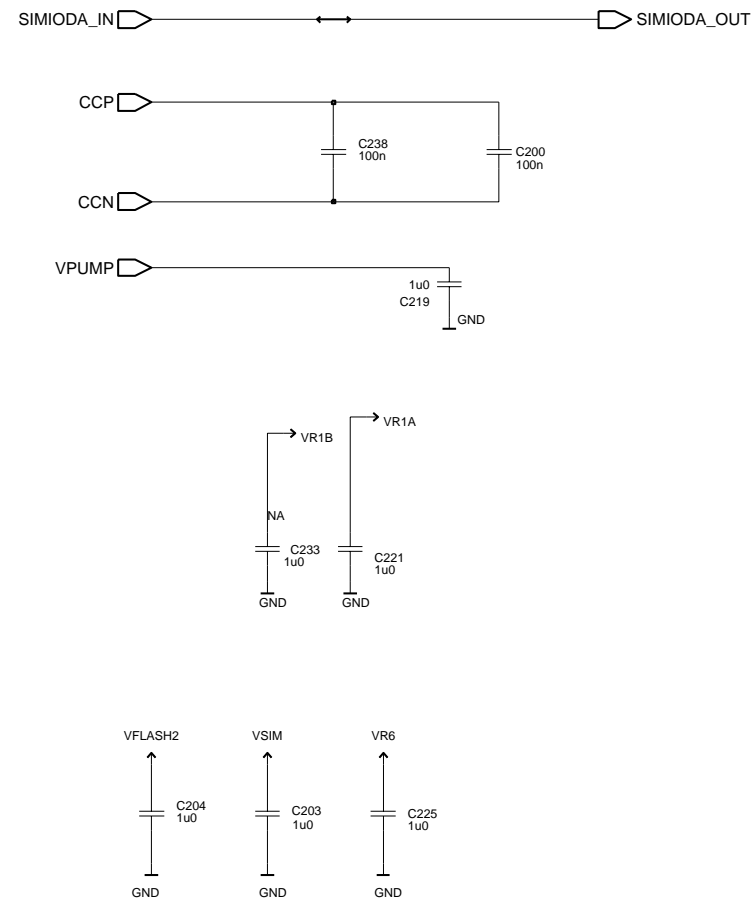 SIMIODA_IN
SIMIODA_OUT
CCP
C238
100n
C200
100n
CCN
VPUMP
1u0
C219
GND
VR1B
VR1A
NA
C233
1u0
C221
1u0
GND
GND
VFLASH2
VSIM
VR6
C204
1u0
C203
1u0
C225
1u0
GND
GND
GND